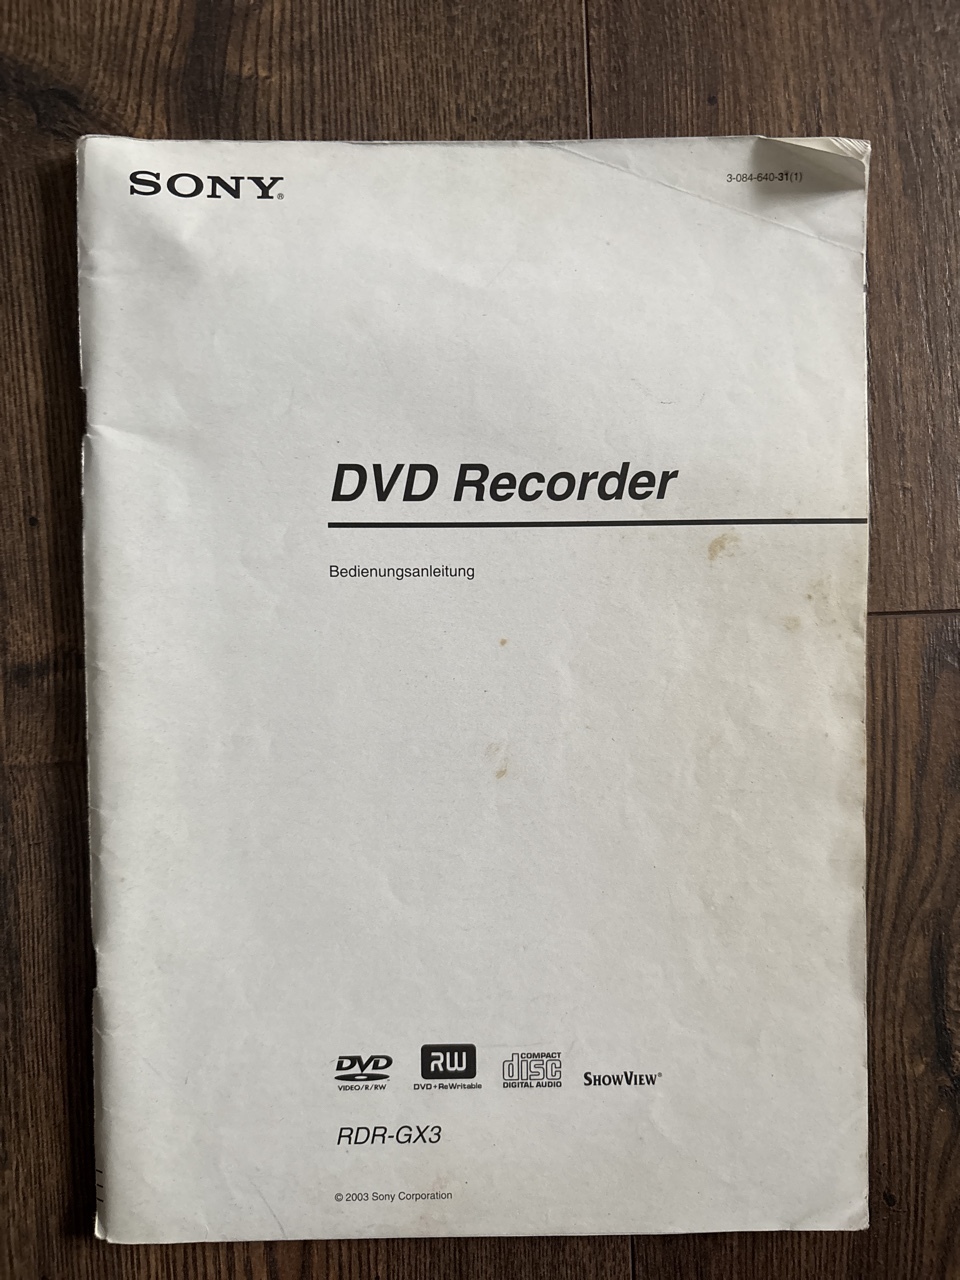 SONY®
3-084-640-31(1)
DVD Recorder
Bedienungsanleitung
DVD
VIDEO/R/RW
RW
DVD+ReWritable
COMPACT
disc
DIGITAL AUDIO
SHOWVIEW®
RDR-GX3
© 2003 Sony Corporation